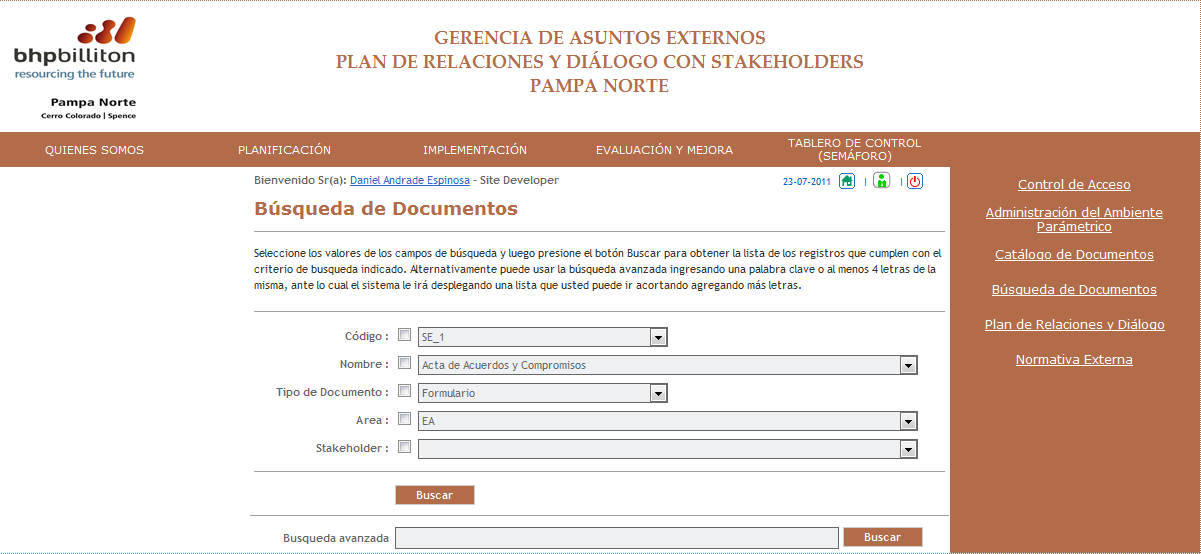 bhpbilliton
resourcing the future
Pampa Norte
Cerro Colorado | Spence
GERENCIA DE ASUNTOS EXTERNOS
PLAN DE RELACIONES Y DIÁLOGO CON STAKEHOLDERS
PAMPA NORTE
QUIENES SOMOS
PLANIFICACIÓN
IMPLEMENTACIÓN
EVALUACIÓN Y MEJORA
TABLERO DE CONTROL
(SEMÁFORO)
Bienvenido Sr(a): Daniel Andrade Espinosa - Site Developer
23-07-2011 | |
Búsqueda de Documentos
Seleccione los valores de los campos de búsqueda y luego presione el botón Buscar para obtener la lista de los registros que cumplen con el
criterio de busqueda indicado. Alternativamente puede usar la búsqueda avanzada ingresando una palabra clave o al menos 4 letras de la
misma, ante lo cual el sistema le irá desplegando una lista que usted puede ir acortando agregando más letras.
Código : SE_1
Nombre : Acta de Acuerdos y Compromisos
Tipo de Documento : Formulario
Area : EA
Stakeholder :
Buscar
Busqueda avanzada Buscar
Control de Acceso
Administración del Ambiente
Parámetrico
Catálogo de Documentos
Búsqueda de Documentos
Plan de Relaciones y Diálogo
Normativa Externa